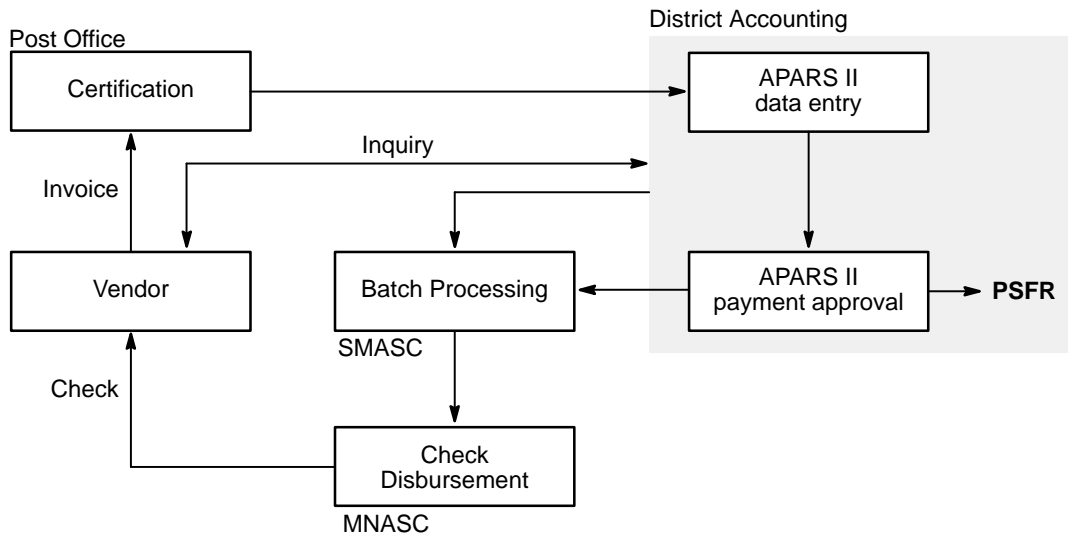 District Accounting
Post Office
Certification
APARS II
data entry
Inquiry
Invoice
Vendor
Batch Processing
APARS II
payment approval
PSFR
SMASC
Check
Check
Disbursement
MNASC